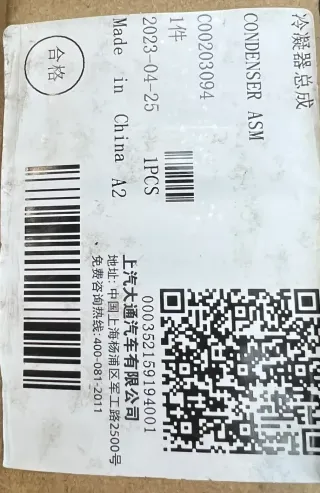 冷凝器总成
CONDENSER ASM
C00203094
1件
2023-04-25 1PCS
Made in China A2
合格
000352159194001
上汽大通汽车有限公司
地址: 中国上海杨浦区军工路2500号
免费咨询热线:400-081-2011